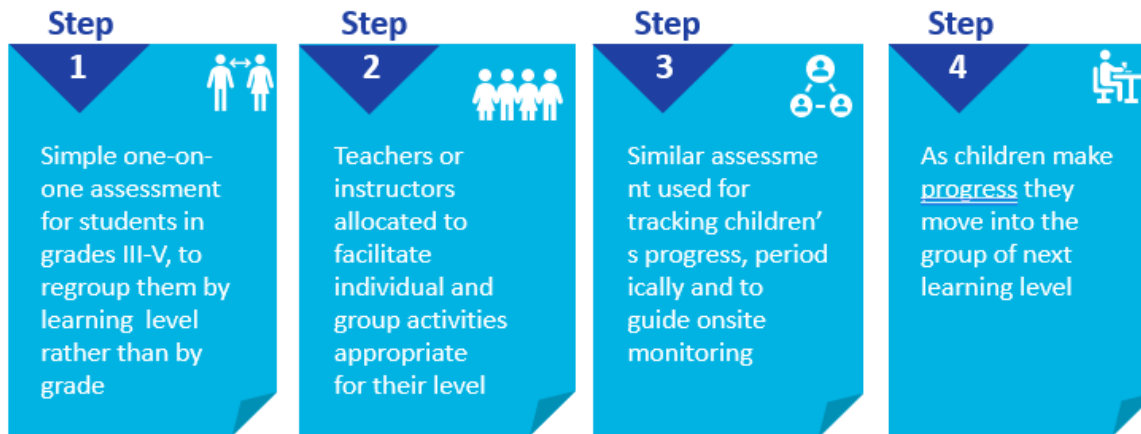 Step
1
Simple one-on-
one assessment
for students in
grades III-V, to
regroup them by
learning level
rather than by
grade
Step
2
Teachers or
instructors
allocated to
facilitate
individual and
group activities
appropriate
for their level
Step
3
Similar assessme
nt used for
tracking children’
s progress, period
ically and to
guide onsite
monitoring
Step
4
As children make
progress they
move into the
group of next
learning level